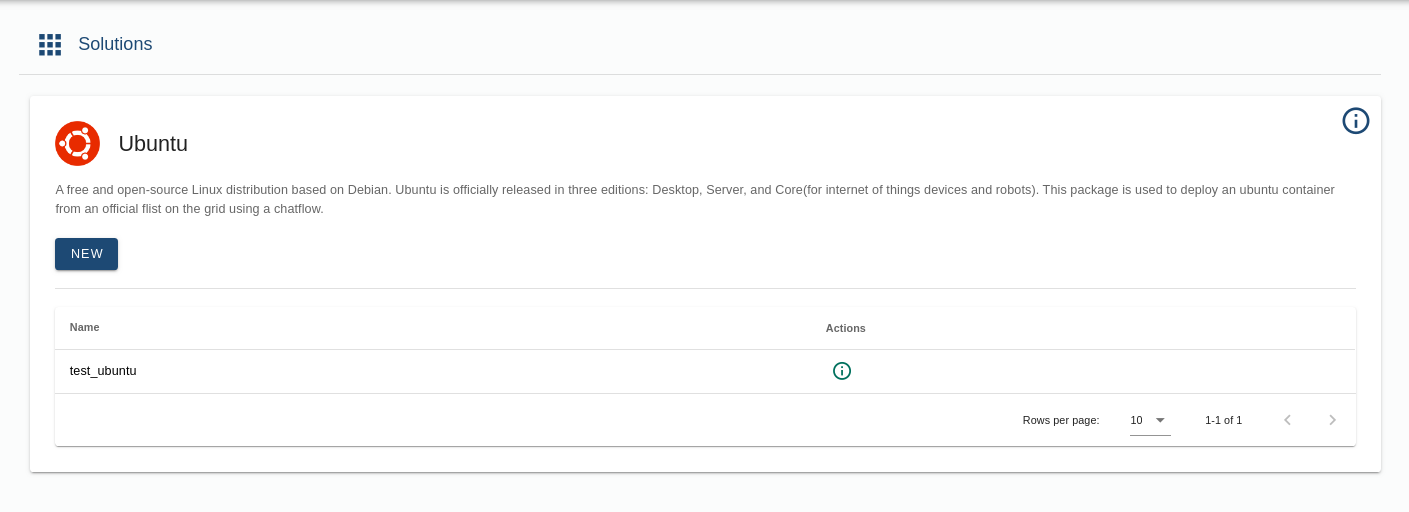 Solutions
Ubuntu
A free and open-source Linux distribution based on Debian. Ubuntu is officially released in three editions: Desktop, Server, and Core(for internet of things devices and robots). This package is used to deploy an ubuntu container
from an official flist on the grid using a chatflow.
NEW
Name Actions
test_ubuntu
Rows per page: 10 1-1 of 1